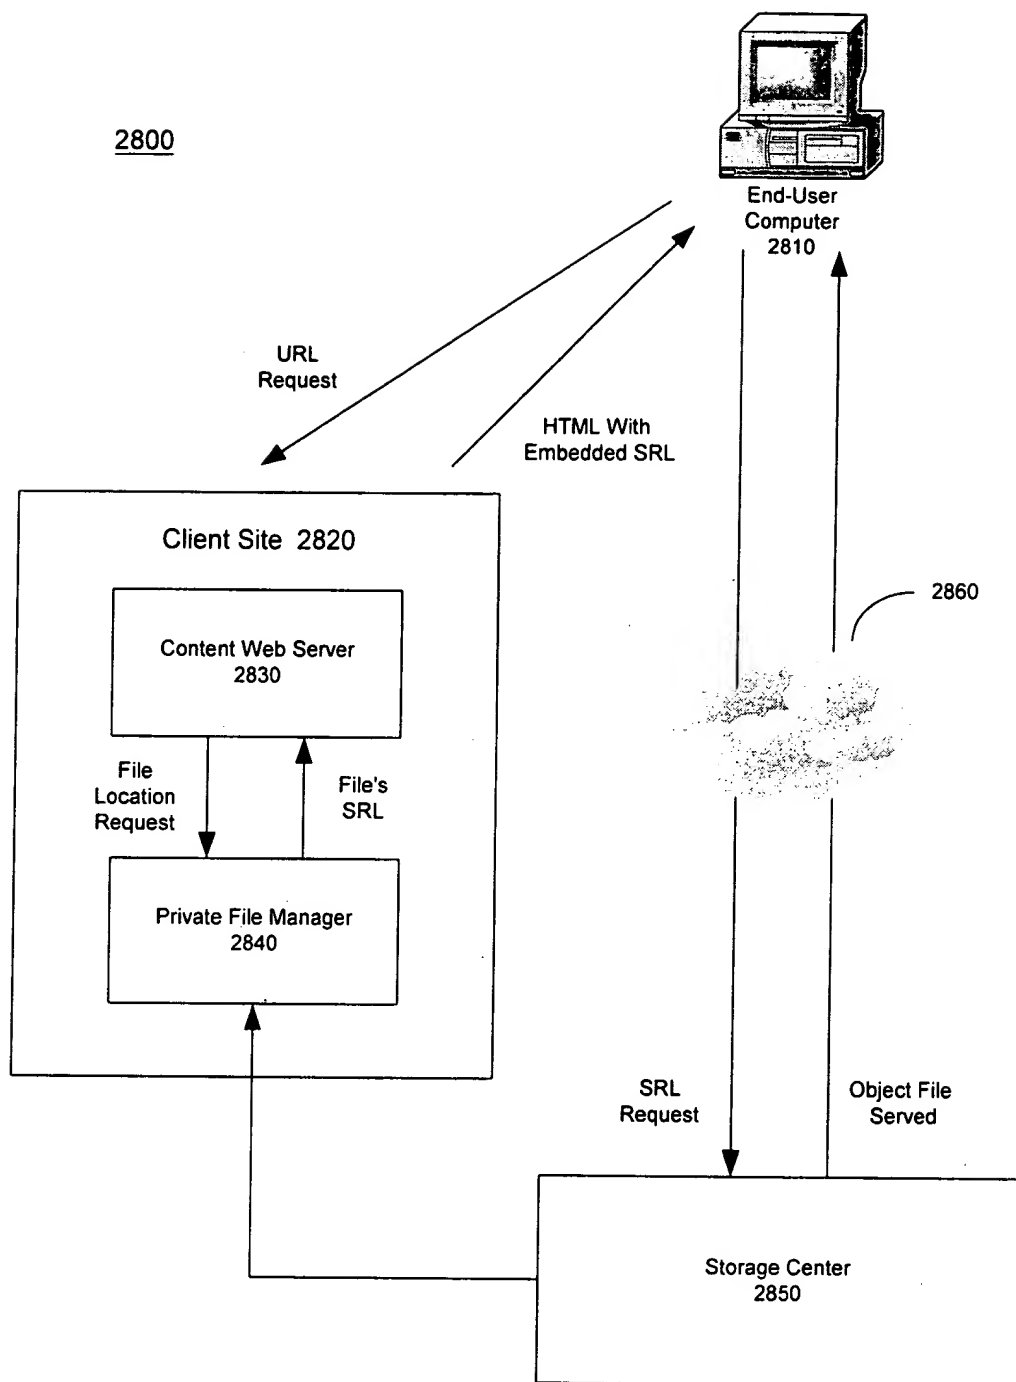 2800
End-User
Computer
2810
URL
Request
HTML With
Embedded SRL
Client Site 2820
2860
Content Web Server
2830
File
Location
Request
File's
SRL
Private File Manager
2840
SRL
Request
Object File
Served
Storage Center
2850